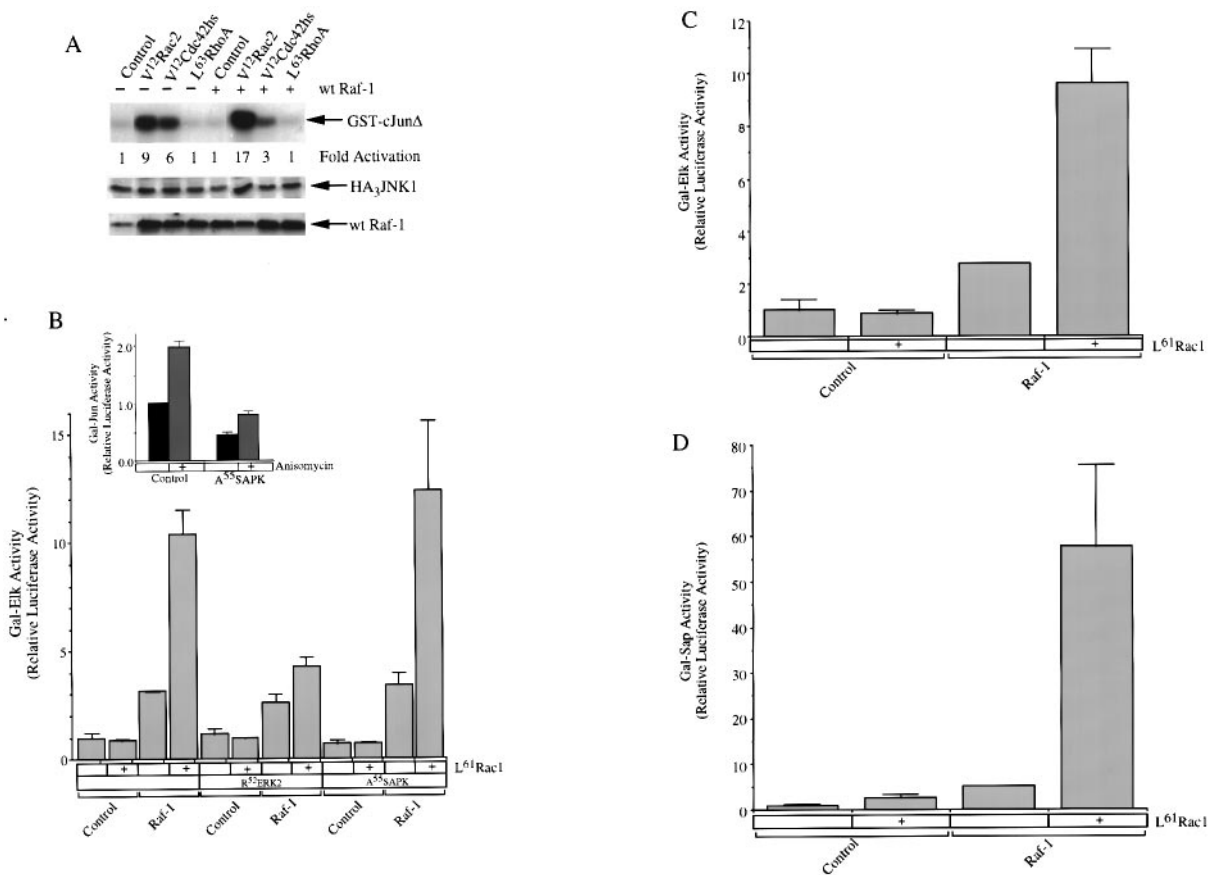 A
Control
V12Rac2
V12Cdc42hs
L63RhoA
Control
V12Rac2
V12Cdc42hs
L63RhoA
− − − − + + + + wt Raf-1
GST-cJunΔ
1 9 6 1 1 17 3 1 Fold Activation
HA3JNK1
wt Raf-1
B
Gal-Jun Activity
(Relative Luciferase Activity)
2.0
1.0
0.0
+ + Anisomycin
Control A55SAPK
Gal-Elk Activity
(Relative Luciferase Activity)
15
10
5
0
+ + + + + + L61Rac1
R52ERK2 A55SAPK
Control Raf-1 Control Raf-1 Control Raf-1
C
Gal-Elk Activity
(Relative Luciferase Activity)
12
10
8
6
4
2
0
+ + L61Rac1
Control Raf-1
D
Gal-Sap Activity
(Relative Luciferase Activity)
80
70
60
50
40
30
20
10
0
+ + L61Rac1
Control Raf-1